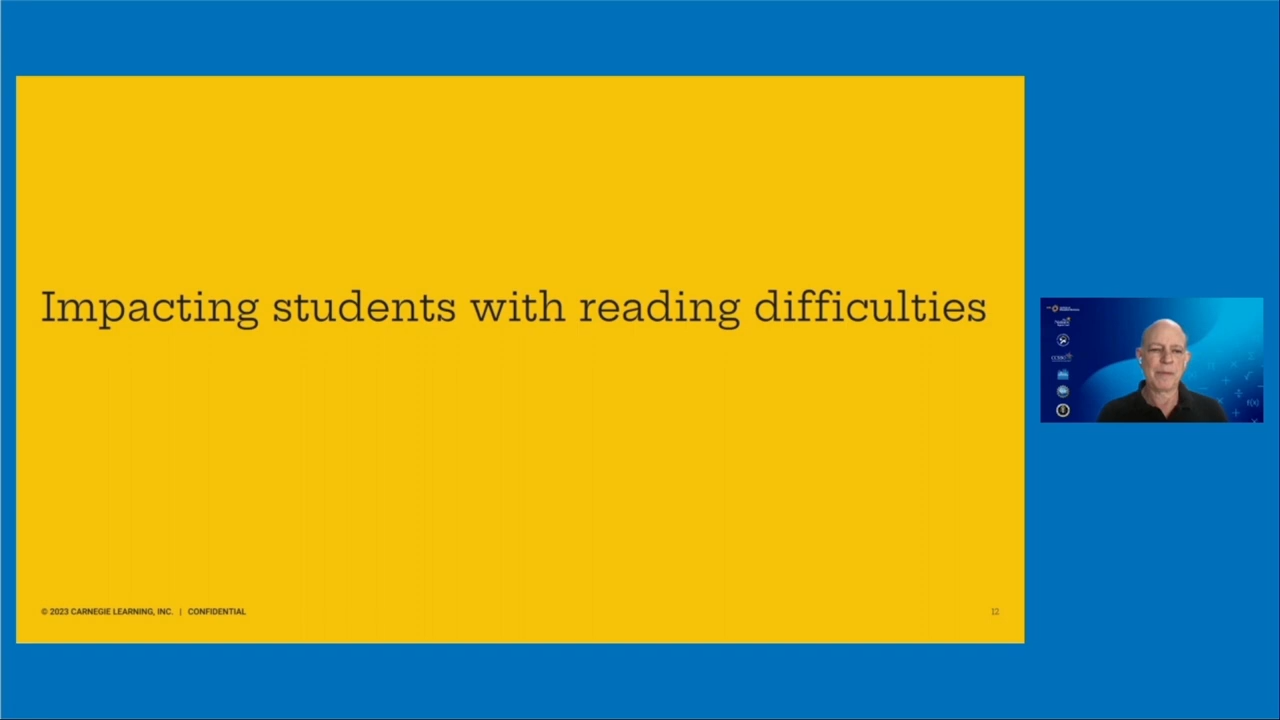 Impacting students with reading difficulties
© 2023 CARNEGIE LEARNING, INC. | CONFIDENTIAL
12
f(x)